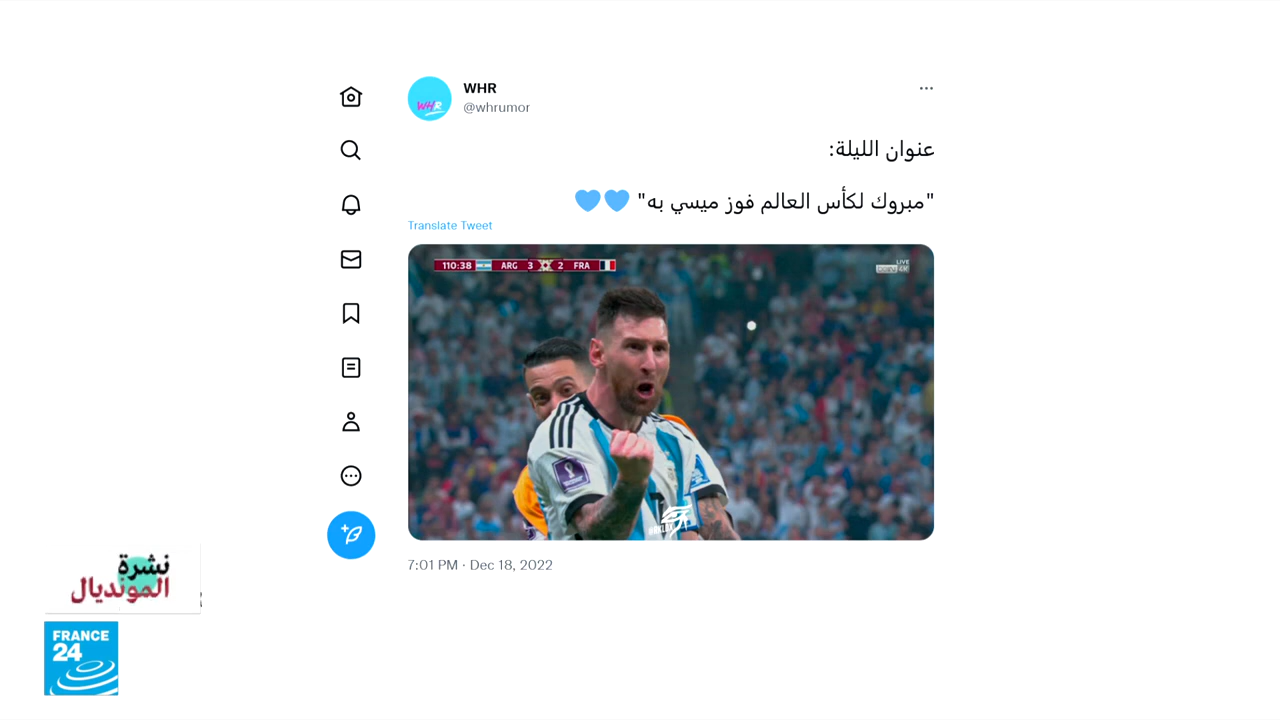 WHR
@whrumor
عنوان الليلة:
"مبروك لكأس العالم فوز ميسي به" 💙💙
Translate Tweet
110:38 ARG 3 2 FRA
LIVE
4K
7:01 PM · Dec 18, 2022
نشرة
المونديال
FRANCE
24